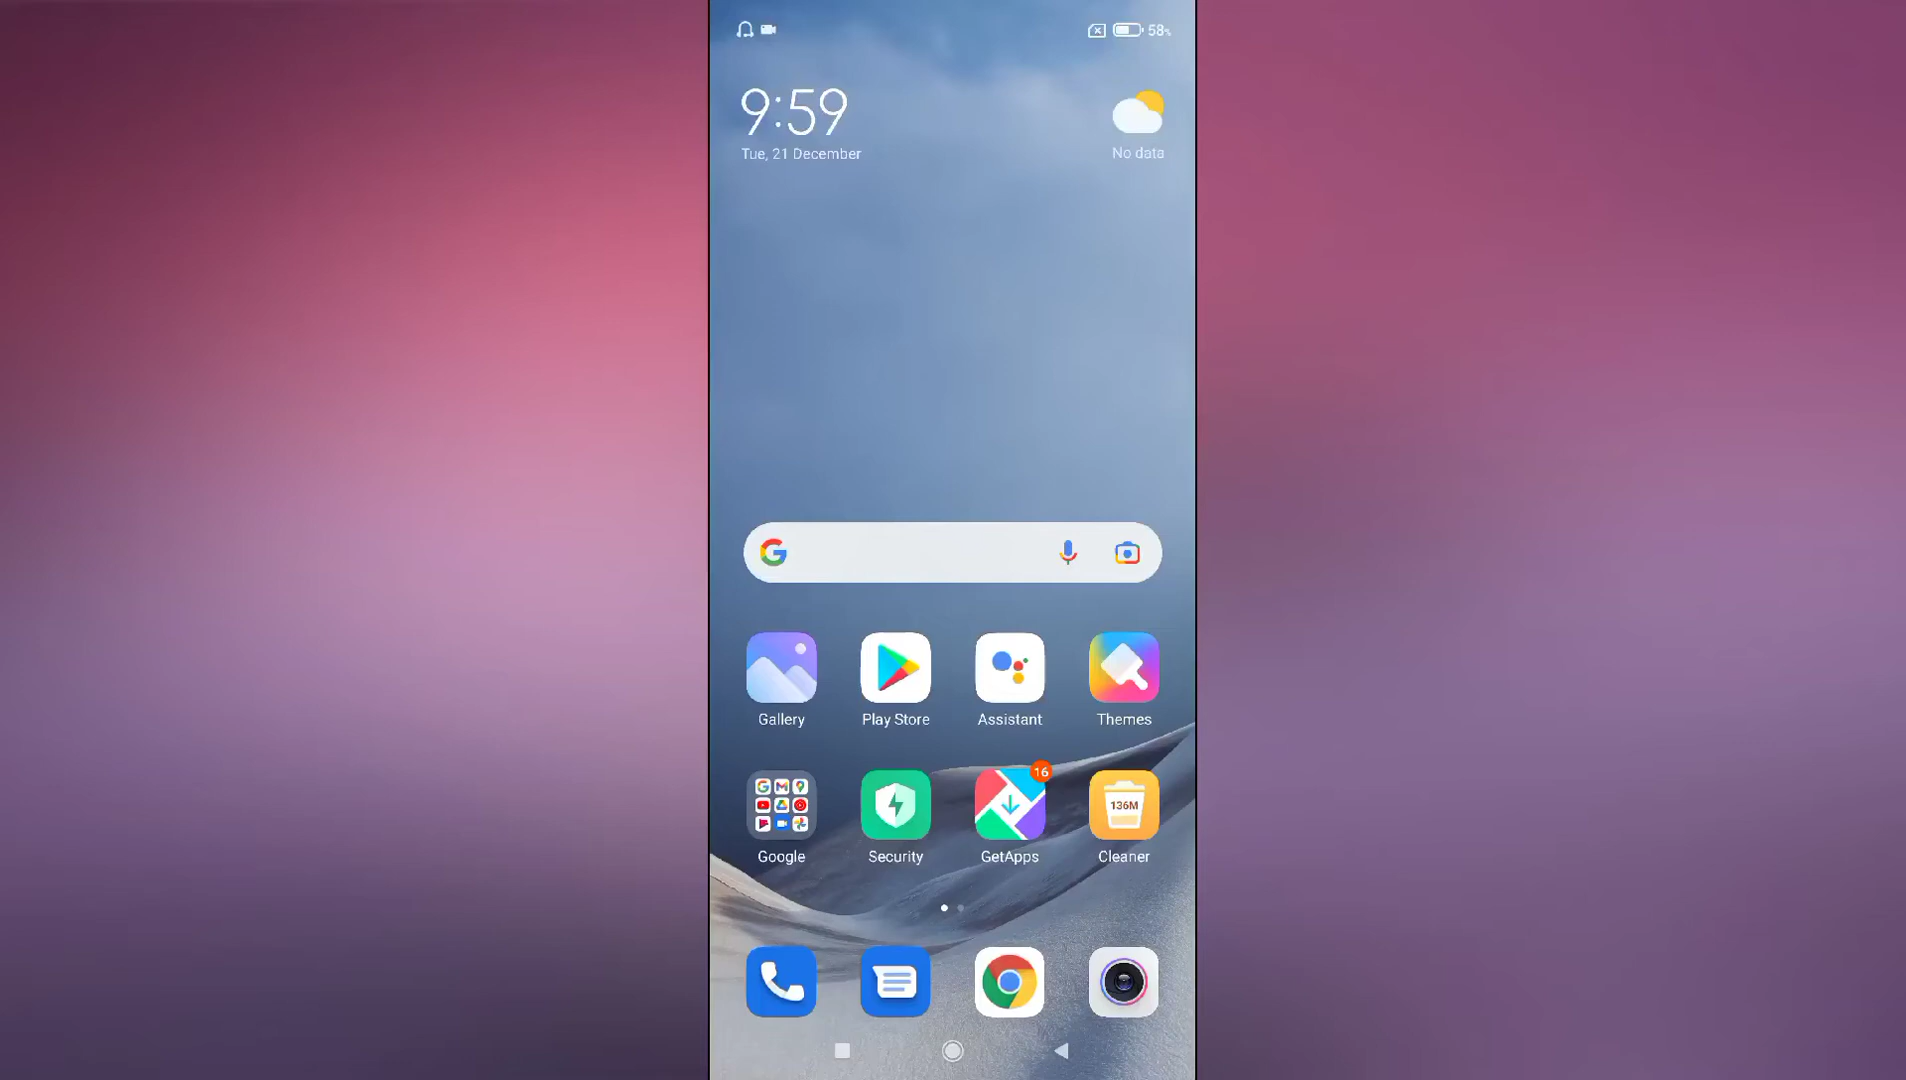 58%
9:59
Tue, 21 December
No data
Gallery
Play Store
Assistant
Themes
16
136M
Google
Security
GetApps
Cleaner